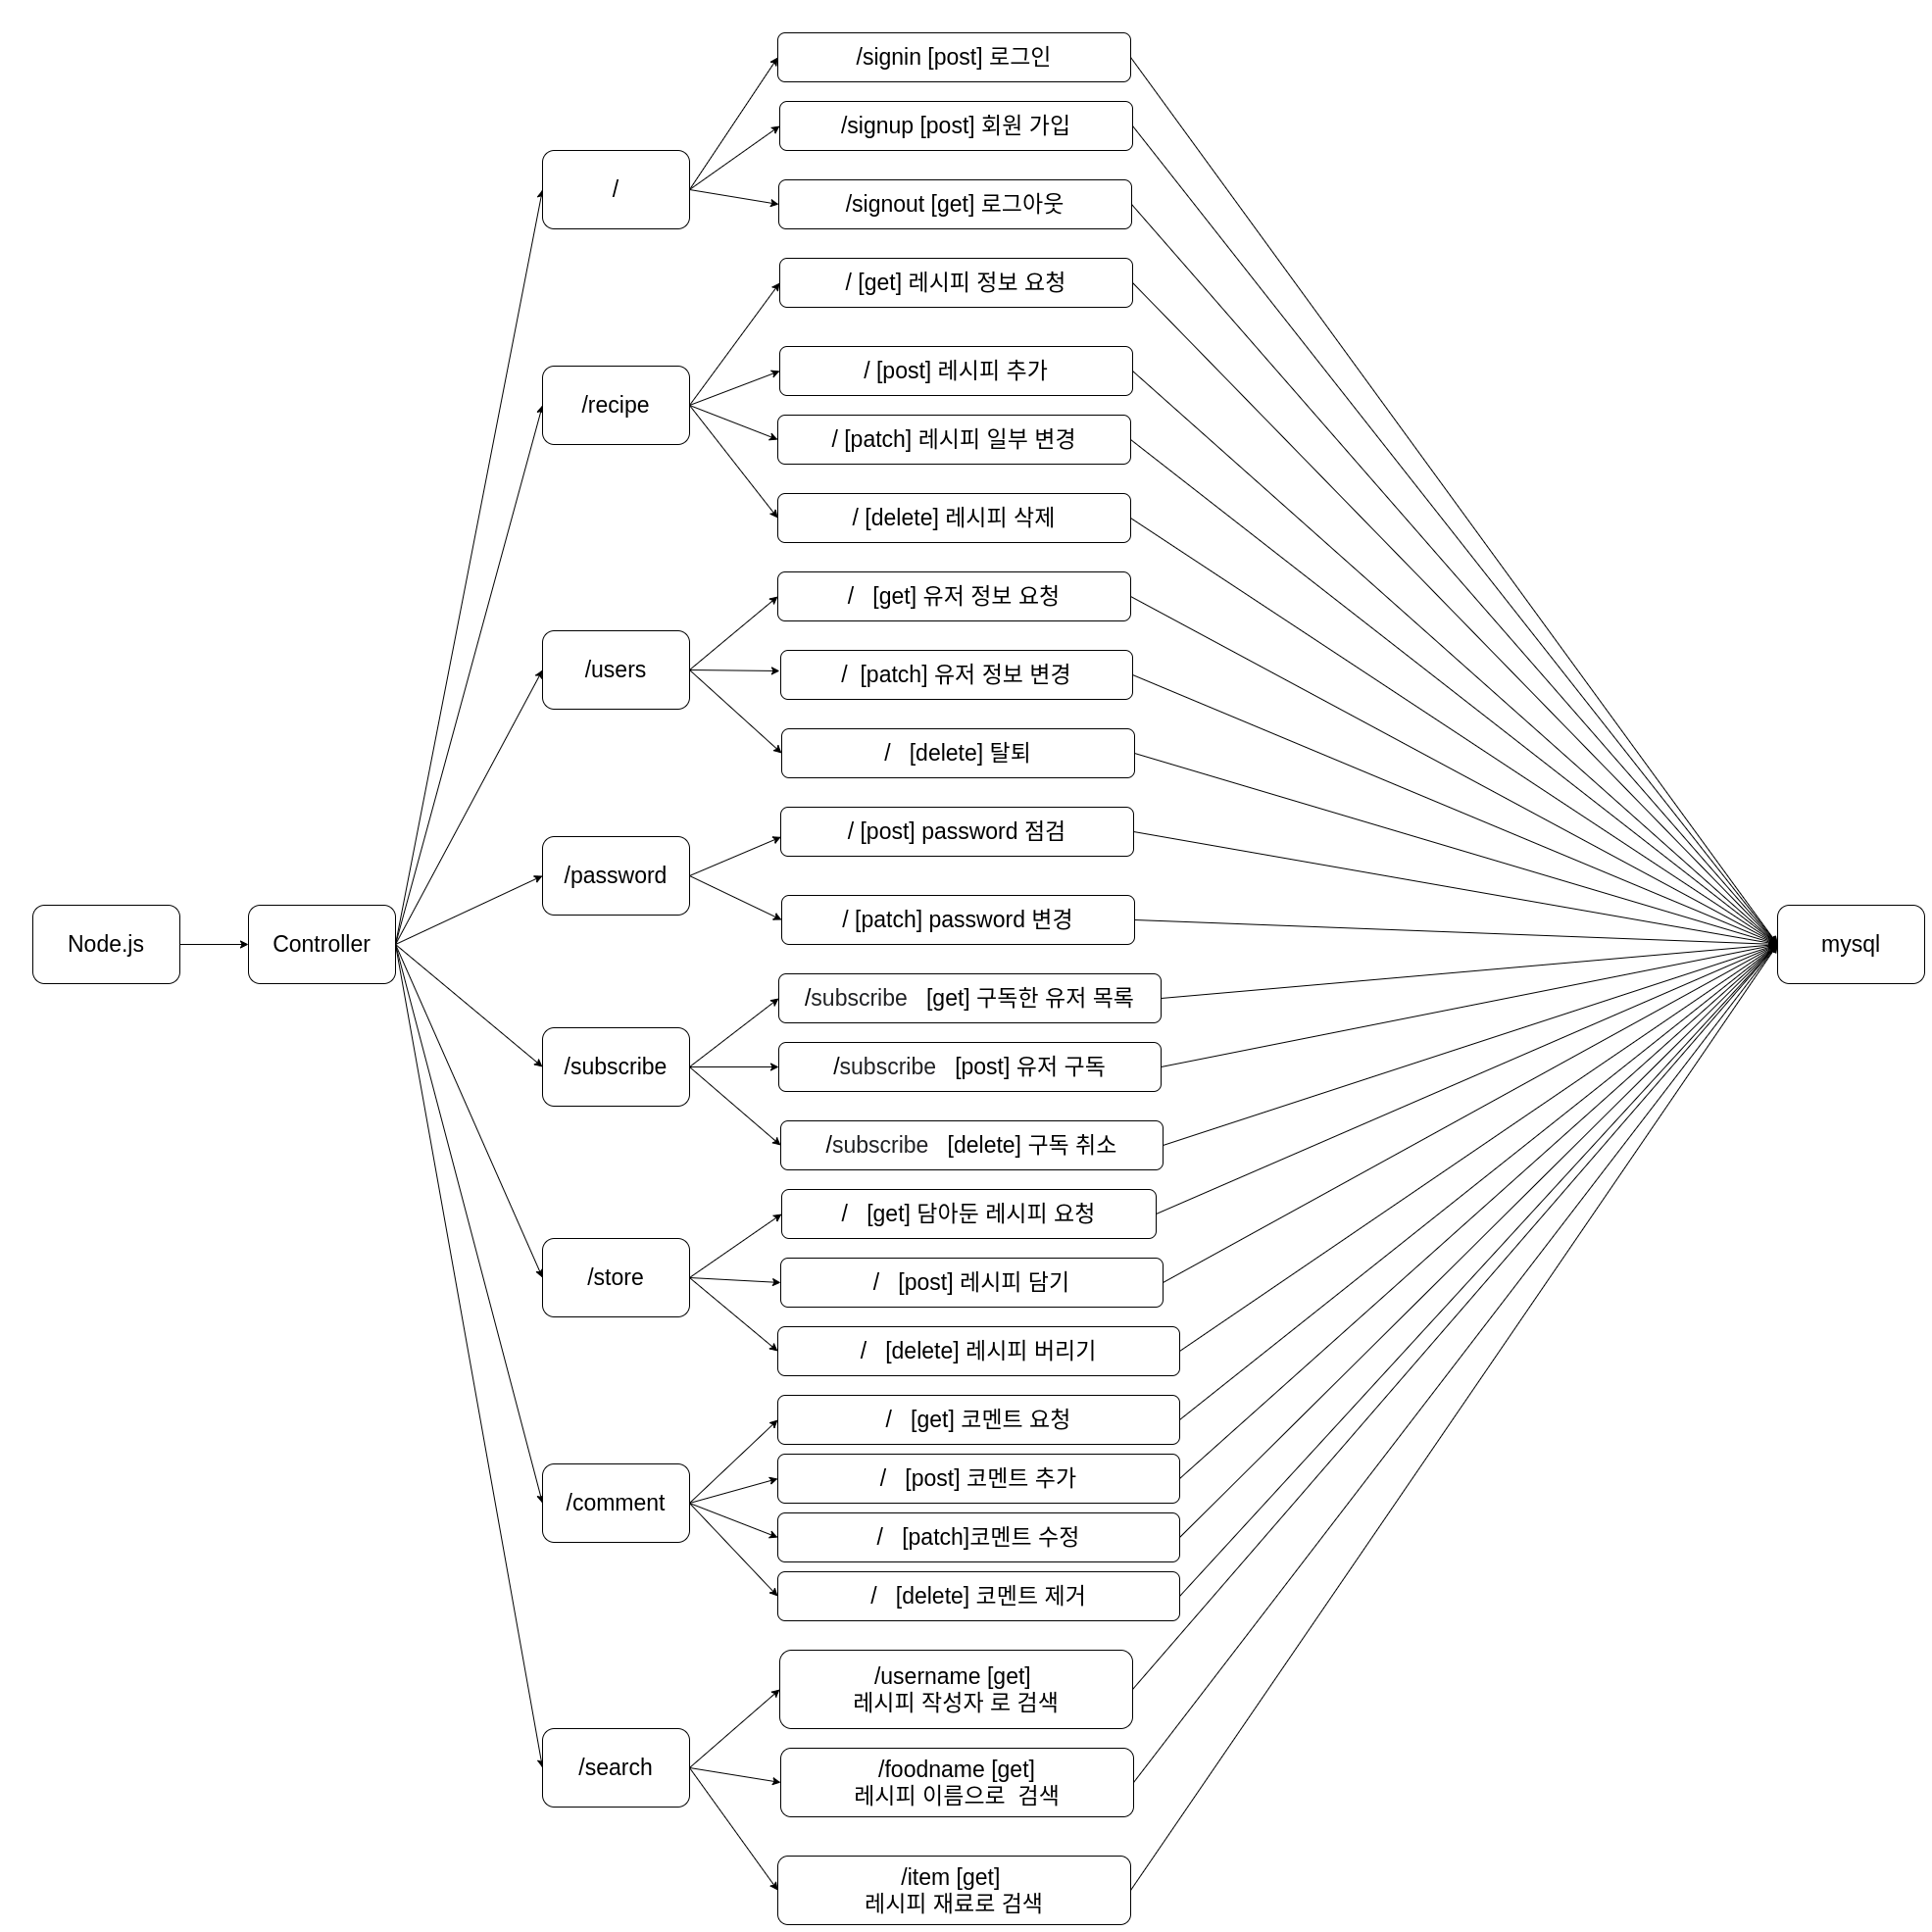 /signin [post] 로그인
/signup [post] 회원 가입
/
/signout [get] 로그아웃
/ [get] 레시피 정보 요청
/ [post] 레시피 추가
/recipe
/ [patch] 레시피 일부 변경
/ [delete] 레시피 삭제
/   [get] 유저 정보 요청
/users
/  [patch] 유저 정보 변경
/   [delete] 탈퇴
/ [post] password 점검
/password
/ [patch] password 변경
Node.js
Controller
mysql
/subscribe   [get] 구독한 유저 목록
/subscribe
/subscribe   [post] 유저 구독
/subscribe   [delete] 구독 취소
/   [get] 담아둔 레시피 요청
/store
/   [post] 레시피 담기
/   [delete] 레시피 버리기
/   [get] 코멘트 요청
/   [post] 코멘트 추가
/comment
/   [patch]코멘트 수정
/   [delete] 코멘트 제거
/username [get]
레시피 작성자 로 검색
/search
/foodname [get]
레시피 이름으로  검색
/item [get]
레시피 재료로 검색